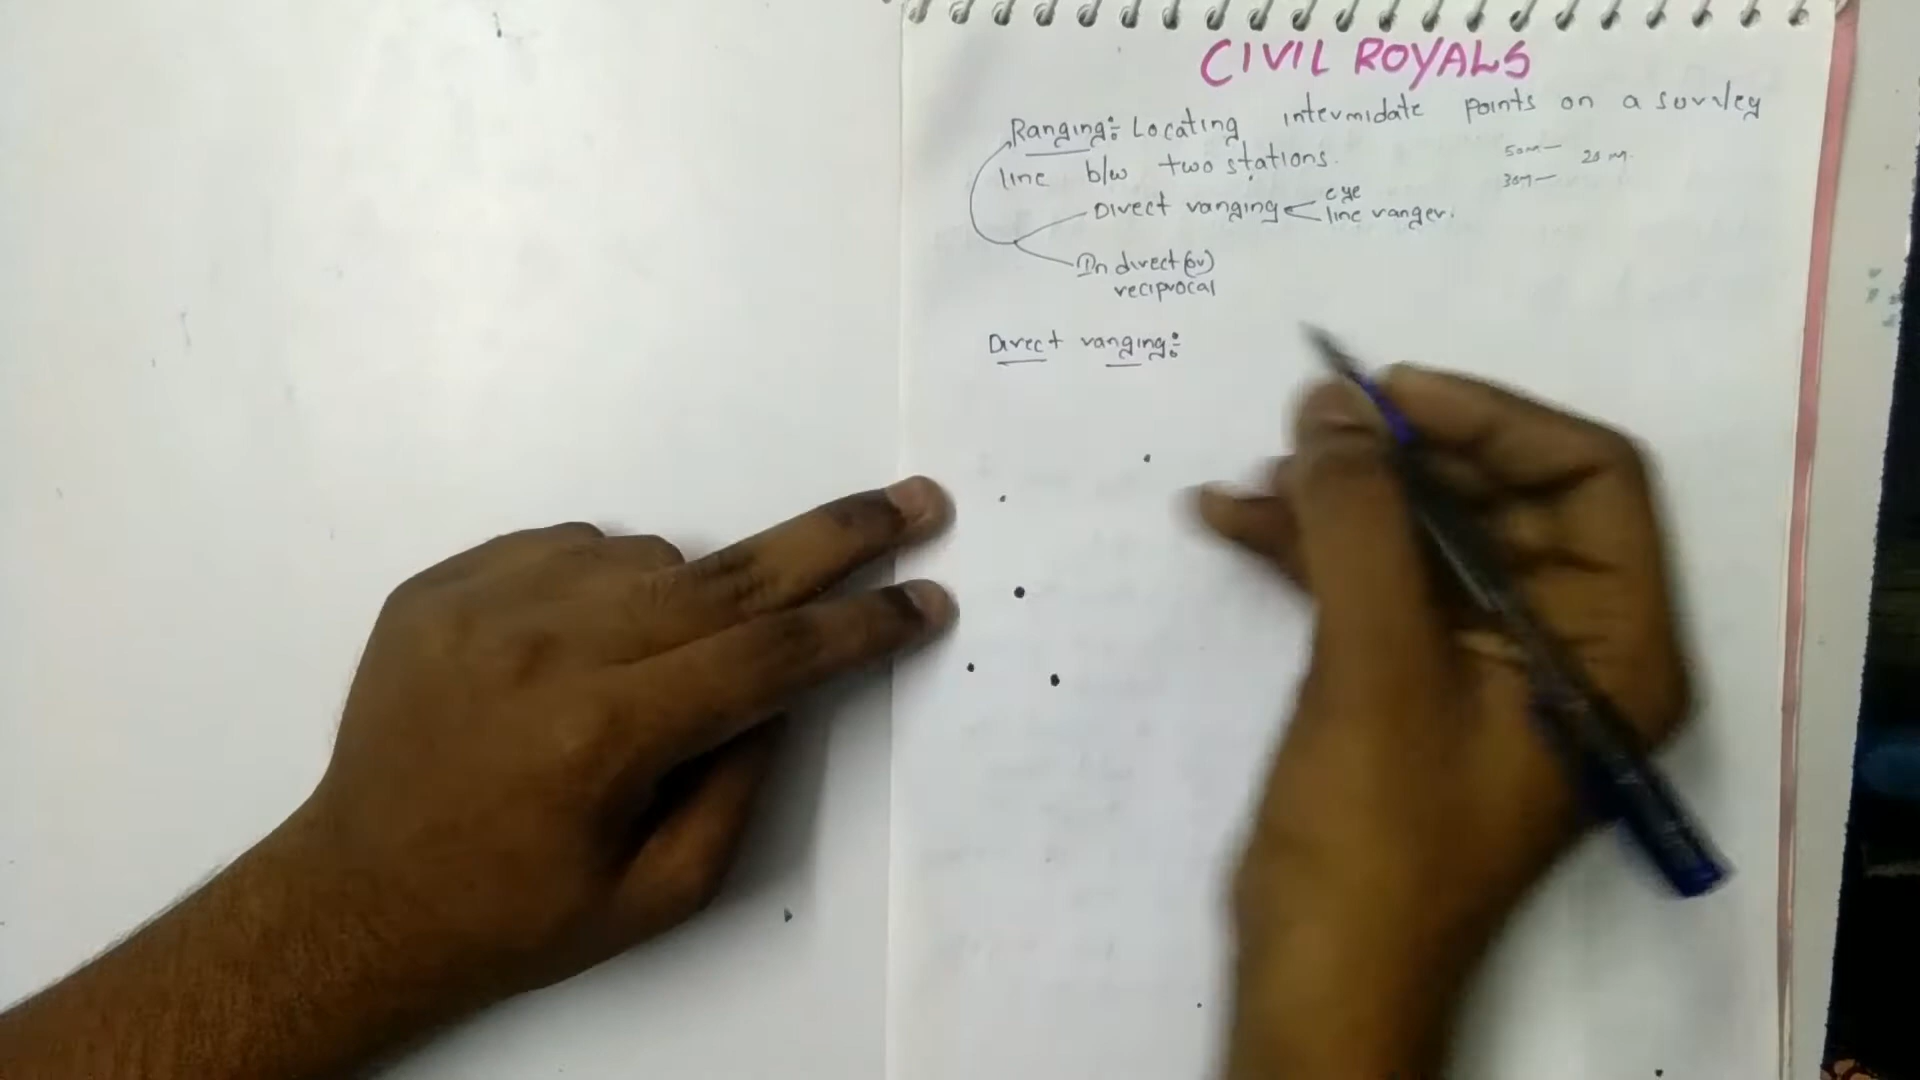 CIVIL ROYALS
Ranging:- Locating intermidate points on a survey
line b/w two stations.
50m—
20 m.
30m—
Direct ranging
eye
line ranger.
In direct (or)
reciprocal
Direct ranging:-